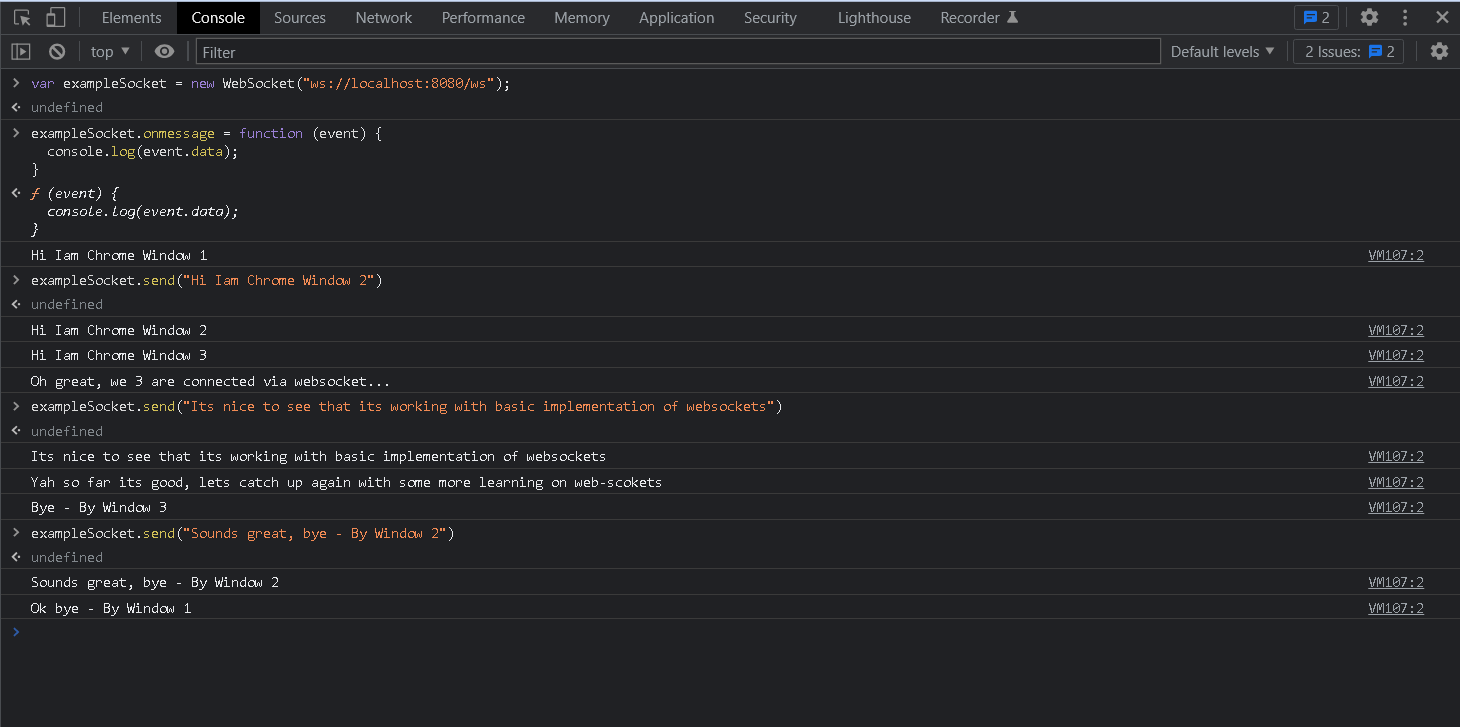 Elements Console Sources Network Performance Memory Application Security Lighthouse Recorder 2
top Filter Default levels 2 Issues: 2
var exampleSocket = new WebSocket("ws://localhost:8080/ws");
undefined
exampleSocket.onmessage = function (event) {
console.log(event.data);
}
ƒ (event) {
console.log(event.data);
}
Hi Iam Chrome Window 1 VM107:2
exampleSocket.send("Hi Iam Chrome Window 2")
undefined
Hi Iam Chrome Window 2 VM107:2
Hi Iam Chrome Window 3 VM107:2
Oh great, we 3 are connected via websocket... VM107:2
exampleSocket.send("Its nice to see that its working with basic implementation of websockets")
undefined
Its nice to see that its working with basic implementation of websockets VM107:2
Yah so far its good, lets catch up again with some more learning on web-scokets VM107:2
Bye - By Window 3 VM107:2
exampleSocket.send("Sounds great, bye - By Window 2")
undefined
Sounds great, bye - By Window 2 VM107:2
Ok bye - By Window 1 VM107:2